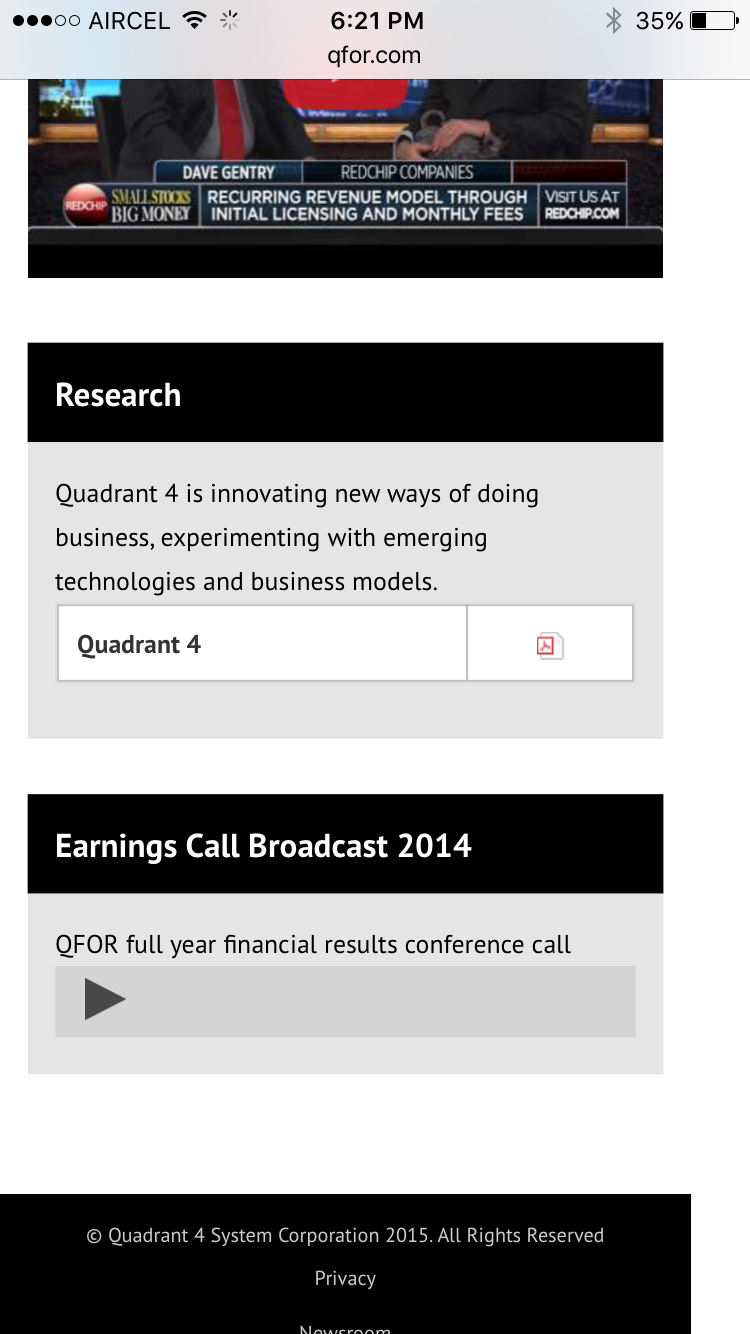 AIRCEL 6:21 PM 35%
qfor.com
DAVE GENTRY REDCHIP COMPANIES
REDCHIP SMALL STOCKS BIG MONEY
RECURRING REVENUE MODEL THROUGH
INITIAL LICENSING AND MONTHLY FEES
VISIT US AT
REDCHIP.COM
Research
Quadrant 4 is innovating new ways of doing
business, experimenting with emerging
technologies and business models.
Quadrant 4
Earnings Call Broadcast 2014
QFOR full year financial results conference call
© Quadrant 4 System Corporation 2015. All Rights Reserved
Privacy
Newsroom